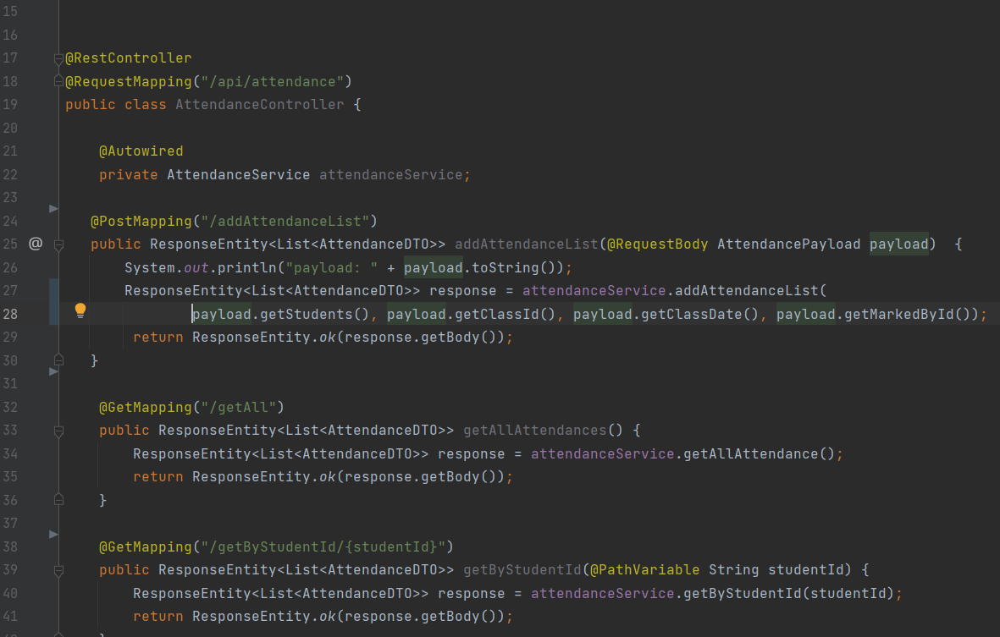 15
16
17 @RestController
18 @RequestMapping("/api/attendance")
19 public class AttendanceController {
20
21 @Autowired
22 private AttendanceService attendanceService;
23
24 @PostMapping("/addAttendanceList")
25 @ public ResponseEntity<List<AttendanceDTO>> addAttendanceList(@RequestBody AttendancePayload payload) {
26 System.out.println("payload: " + payload.toString());
27 ResponseEntity<List<AttendanceDTO>> response = attendanceService.addAttendanceList(
28 payload.getStudents(), payload.getClassId(), payload.getClassDate(), payload.getMarkedById());
29 return ResponseEntity.ok(response.getBody());
30 }
31
32 @GetMapping("/getAll")
33 public ResponseEntity<List<AttendanceDTO>> getAllAttendances() {
34 ResponseEntity<List<AttendanceDTO>> response = attendanceService.getAllAttendance();
35 return ResponseEntity.ok(response.getBody());
36 }
37
38 @GetMapping("/getByStudentId/{studentId}")
39 public ResponseEntity<List<AttendanceDTO>> getByStudentId(@PathVariable String studentId) {
40 ResponseEntity<List<AttendanceDTO>> response = attendanceService.getByStudentId(studentId);
41 return ResponseEntity.ok(response.getBody());